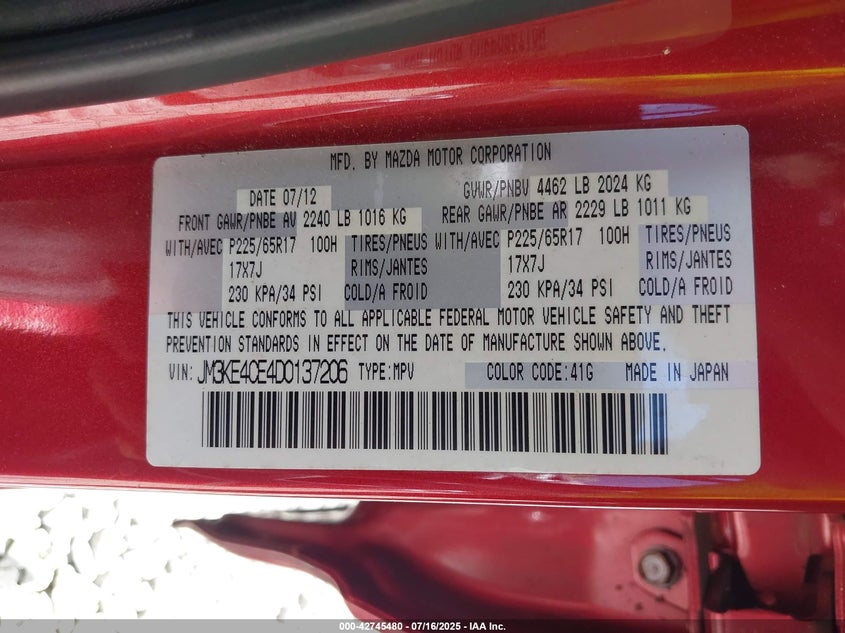 MFD. BY MAZDA MOTOR CORPORATION
DATE 07/12 GVWR/PNBV 4462 LB 2024 KG
FRONT GAWR/PNBE AV 2240 LB 1016 KG REAR GAWR/PNBE AR 2229 LB 1011 KG
WITH/AVEC P225/65R17 100H TIRES/PNEUS WITH/AVEC P225/65R17 100H TIRES/PNEUS
17X7J RIMS/JANTES 17X7J RIMS/JANTES
230 KPA/34 PSI COLD/A FROID 230 KPA/34 PSI COLD/A FROID
THIS VEHICLE CONFORMS TO ALL APPLICABLE FEDERAL MOTOR VEHICLE SAFETY AND THEFT
PREVENTION STANDARDS IN EFFECT ON THE DATE OF MANUFACTURE SHOWN ABOVE.
VIN: JM3KE4CE4D0137206 TYPE:MPV COLOR CODE:41G MADE IN JAPAN
000-42745480 - 07/16/2025 - IAA Inc.